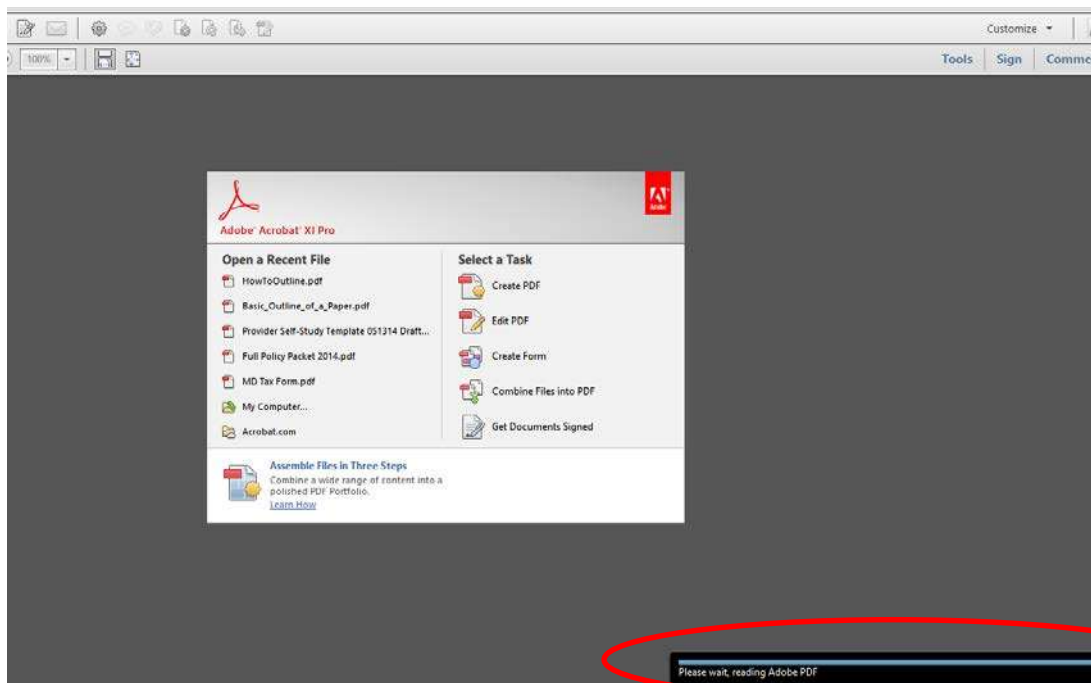 Customize
100%
Tools Sign Comme
Adobe
Adobe® Acrobat® XI Pro
Open a Recent File
HowToOutline.pdf
Basic_Outline_of_a_Paper.pdf
Provider Self-Study Template 051314 Draft...
Full Policy Packet 2014.pdf
MD Tax Form.pdf
My Computer...
Acrobat.com
Select a Task
Create PDF
Edit PDF
Create Form
Combine Files into PDF
Get Documents Signed
Assemble Files in Three Steps
Combine a wide range of content into a
polished PDF Portfolio.
Learn How
Please wait, reading Adobe PDF